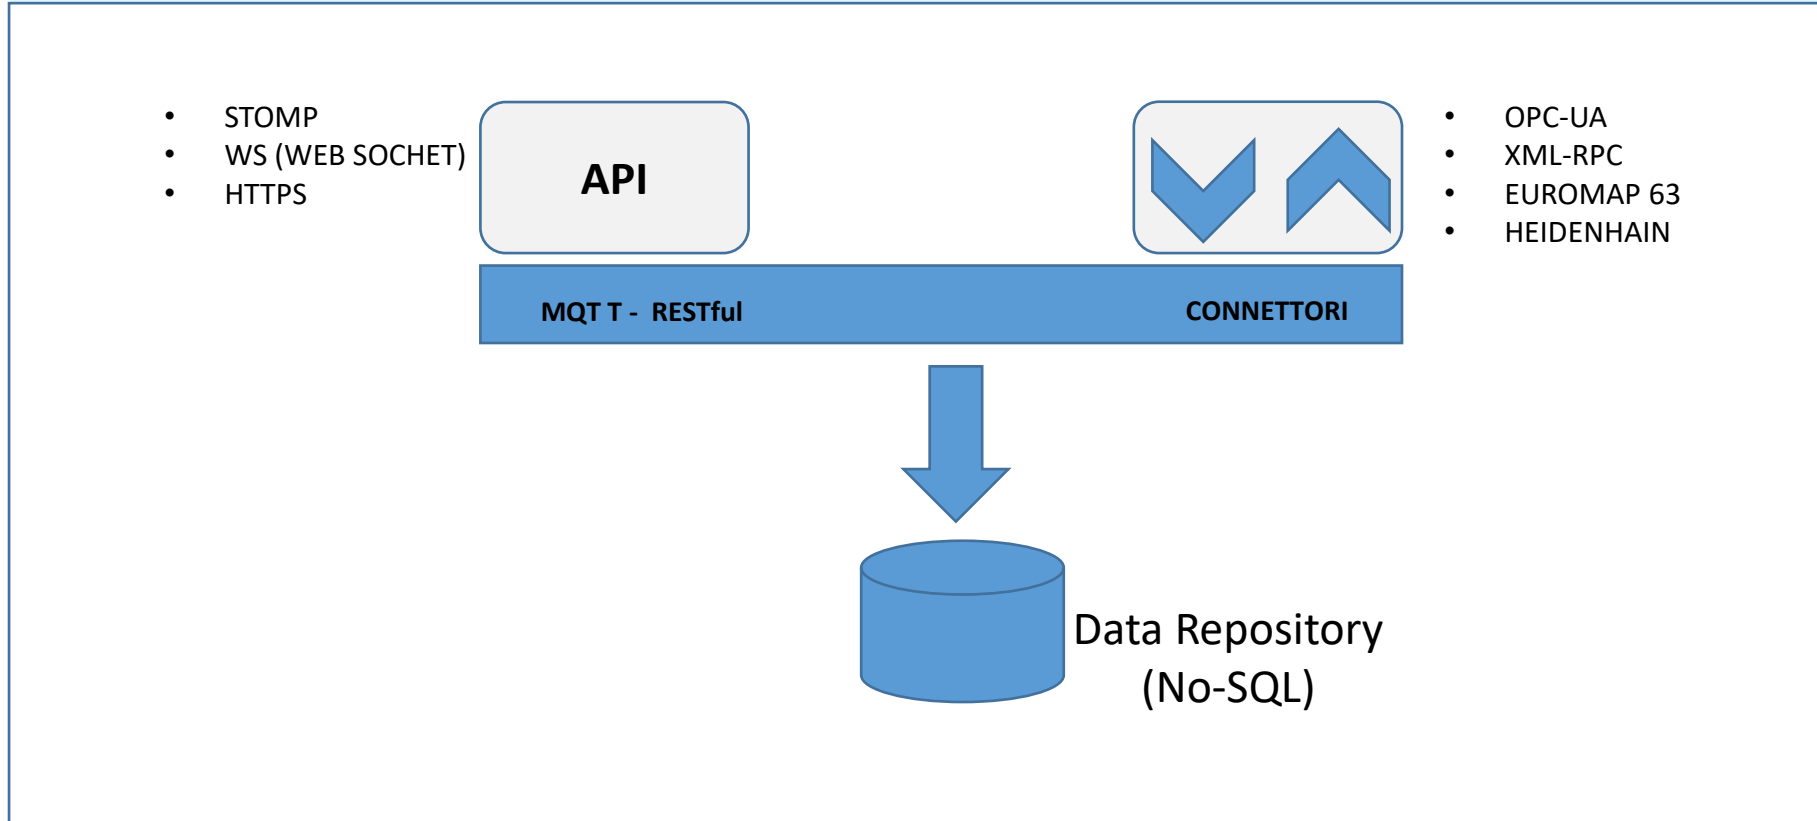 • STOMP
• WS (WEB SOCHET)
• HTTPS
API
• OPC-UA
• XML-RPC
• EUROMAP 63
• HEIDENHAIN
MQT T - RESTful
CONNETTORI
Data Repository
(No-SQL)